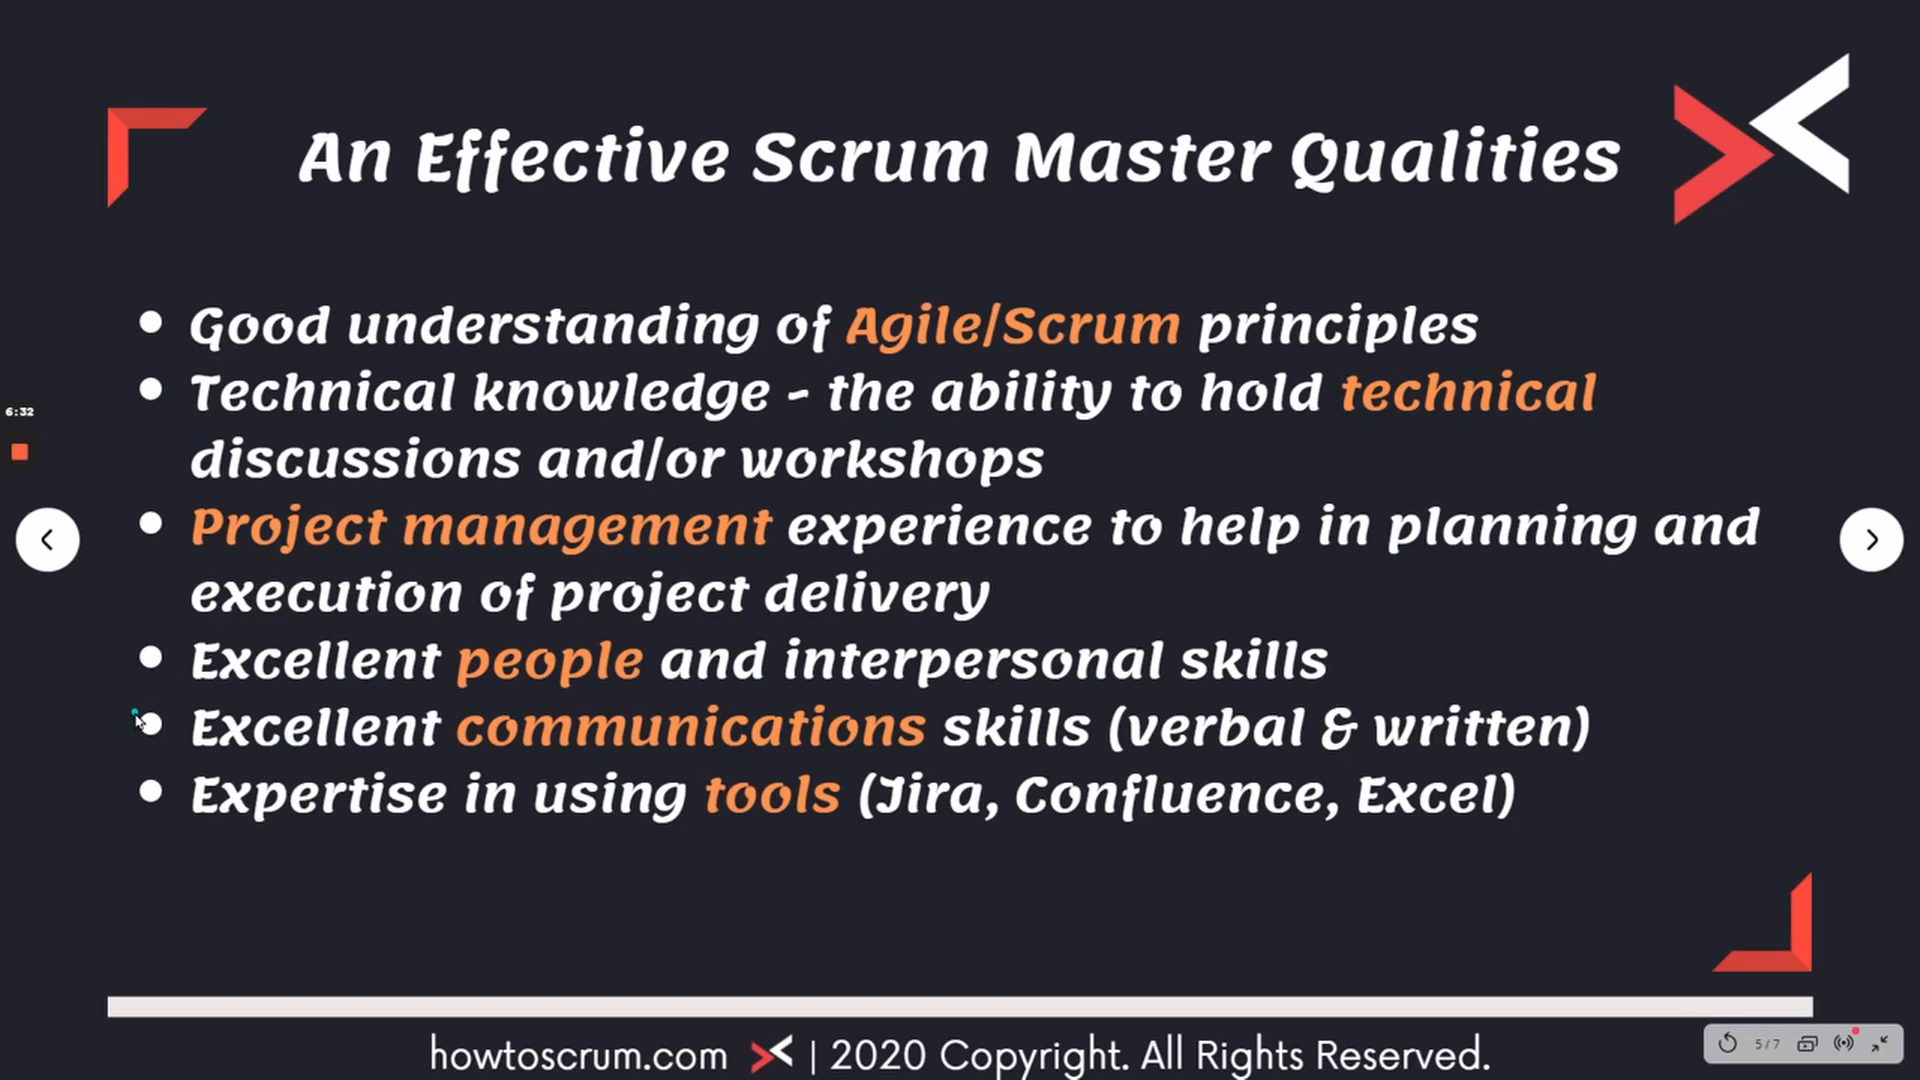 An Effective Scrum Master Qualities
• Good understanding of Agile/Scrum principles
• Technical knowledge - the ability to hold technical
discussions and/or workshops
6:32
• Project management experience to help in planning and
execution of project delivery
• Excellent people and interpersonal skills
• Excellent communications skills (verbal & written)
• Expertise in using tools (Jira, Confluence, Excel)
howtoscrum.com | 2020 Copyright. All Rights Reserved.
5/7